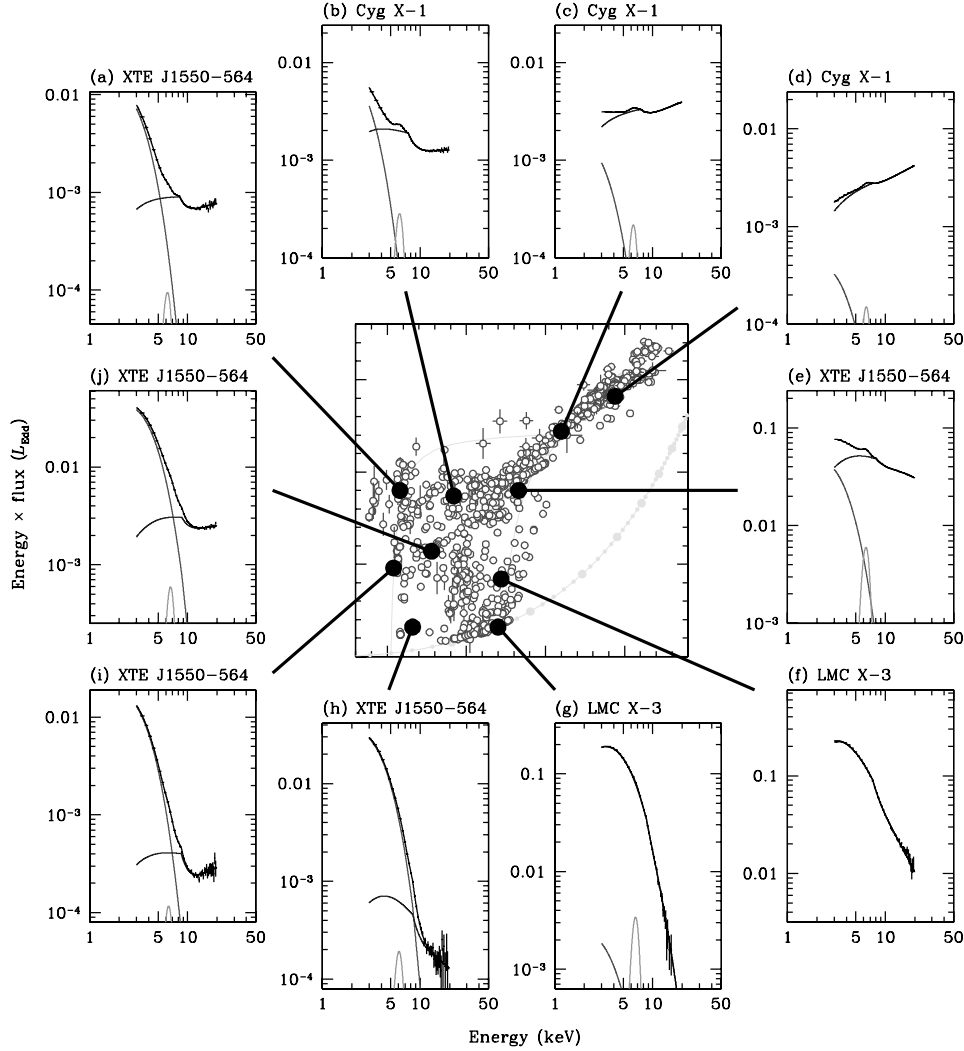 (b) Cyg X−1
(c) Cyg X−1
(a) XTE J1550−564
(d) Cyg X−1
0.01
10⁻³
10⁻⁴
1 5 10 50
0.01
10⁻³
10⁻⁴
1 5 10 50
0.01
10⁻³
10⁻⁴
1 5 10 50
0.01
10⁻³
10⁻⁴
1 5 10 50
(j) XTE J1550−564
(e) XTE J1550−564
0.01
10⁻³
0.1
0.01
10⁻³
Energy × flux (L_Edd)
1 5 10 50
1 5 10 50
(i) XTE J1550−564
(h) XTE J1550−564
(g) LMC X−3
(f) LMC X−3
0.01
10⁻³
10⁻⁴
1 5 10 50
0.01
10⁻³
10⁻⁴
1 5 10 50
0.1
0.01
10⁻³
1 5 10 50
0.1
0.01
1 5 10 50
Energy (keV)